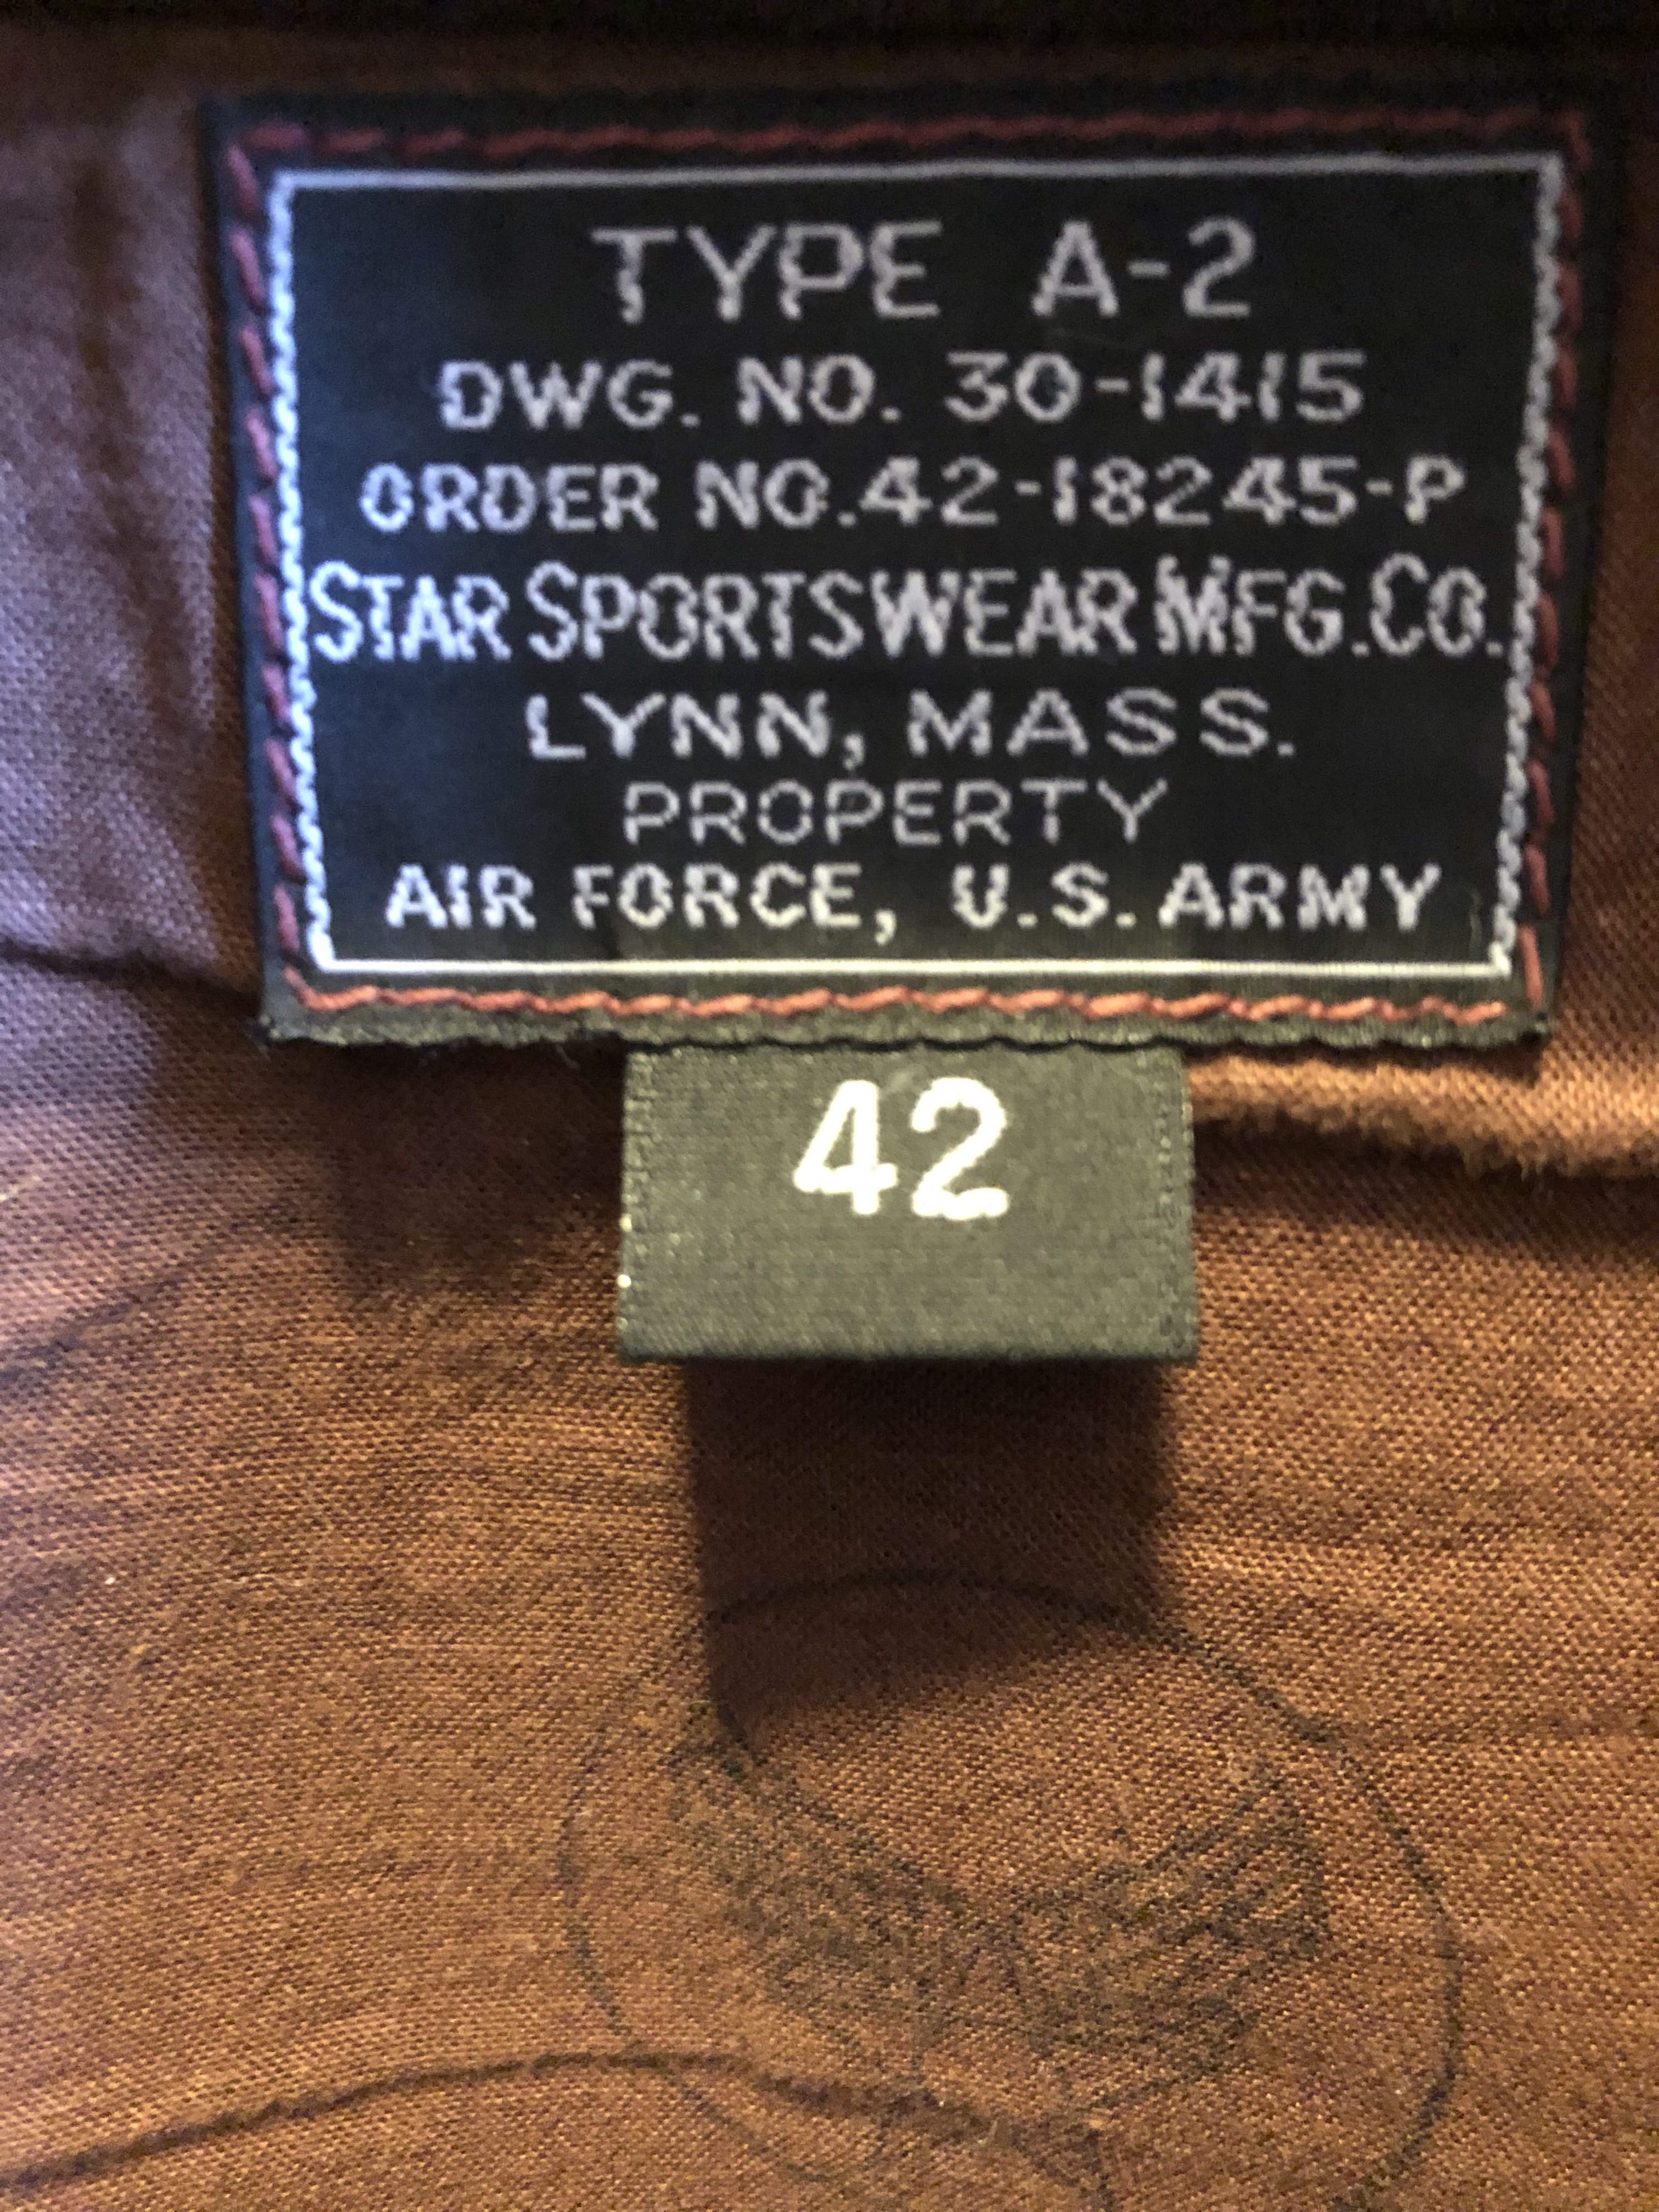 TYPE A-2
DWG. NO. 30-1415
ORDER NO.42-18245-P
STAR SPORTSWEAR MFG.CO.
LYNN, MASS.
PROPERTY
AIR FORCE, U.S. ARMY
42